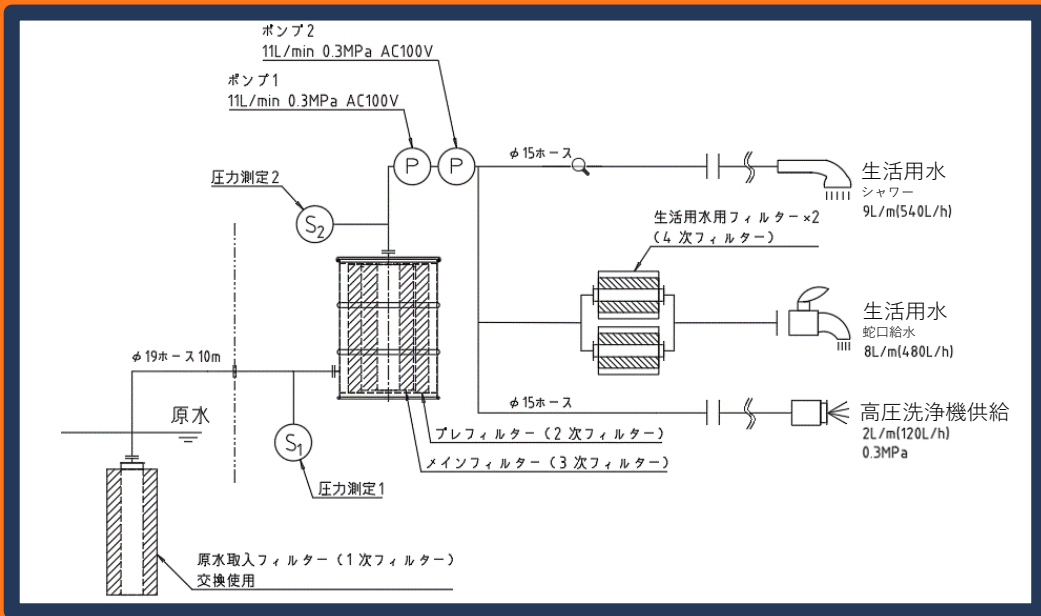 ポンプ2
11L/min 0.3MPa AC100V
ポンプ1
11L/min 0.3MPa AC100V
P
P
φ15ホース
生活用水
シャワー
9L/m(540L/h)
圧力測定2
S2
生活用水用フィルター×2
(4次フィルター)
生活用水
蛇口給水
8L/m(480L/h)
φ19ホース10m
原水
S1
φ15ホース
高圧洗浄機供給
2L/m(120L/h)
0.3MPa
プレフィルター(2次フィルター)
メインフィルター(3次フィルター)
圧力測定1
原水取入フィルター(1次フィルター)
交換使用